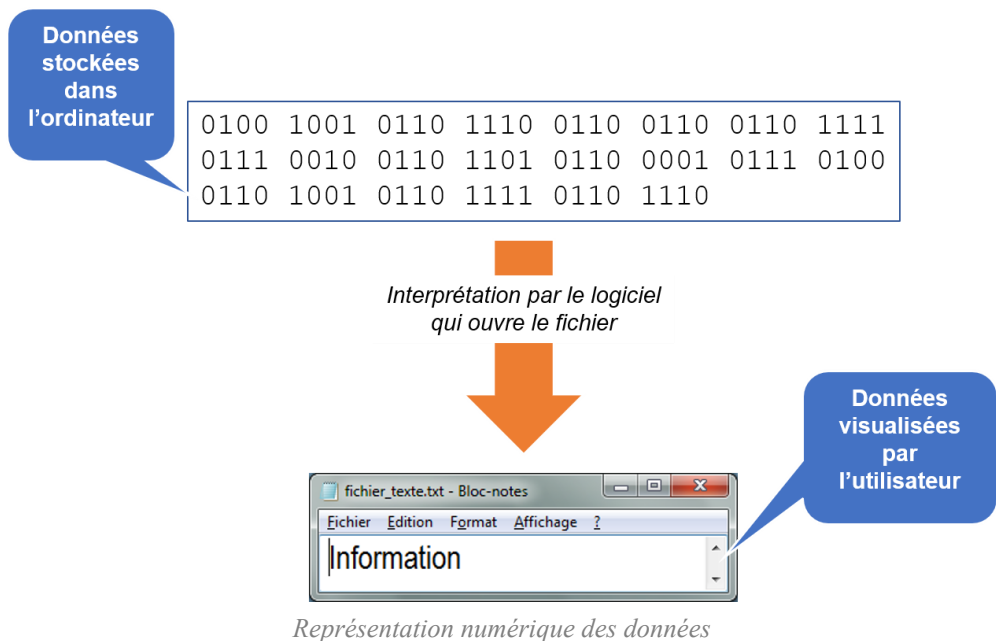 Données
stockées
dans
l'ordinateur
0100 1001 0110 1110 0110 0110 0110 1111
0111 0010 0110 1101 0110 0001 0111 0100
0110 1001 0110 1111 0110 1110
Interprétation par le logiciel
qui ouvre le fichier
Données
visualisées
par
l'utilisateur
fichier_texte.txt - Bloc-notes
Fichier Edition Format Affichage ?
Information
Représentation numérique des données